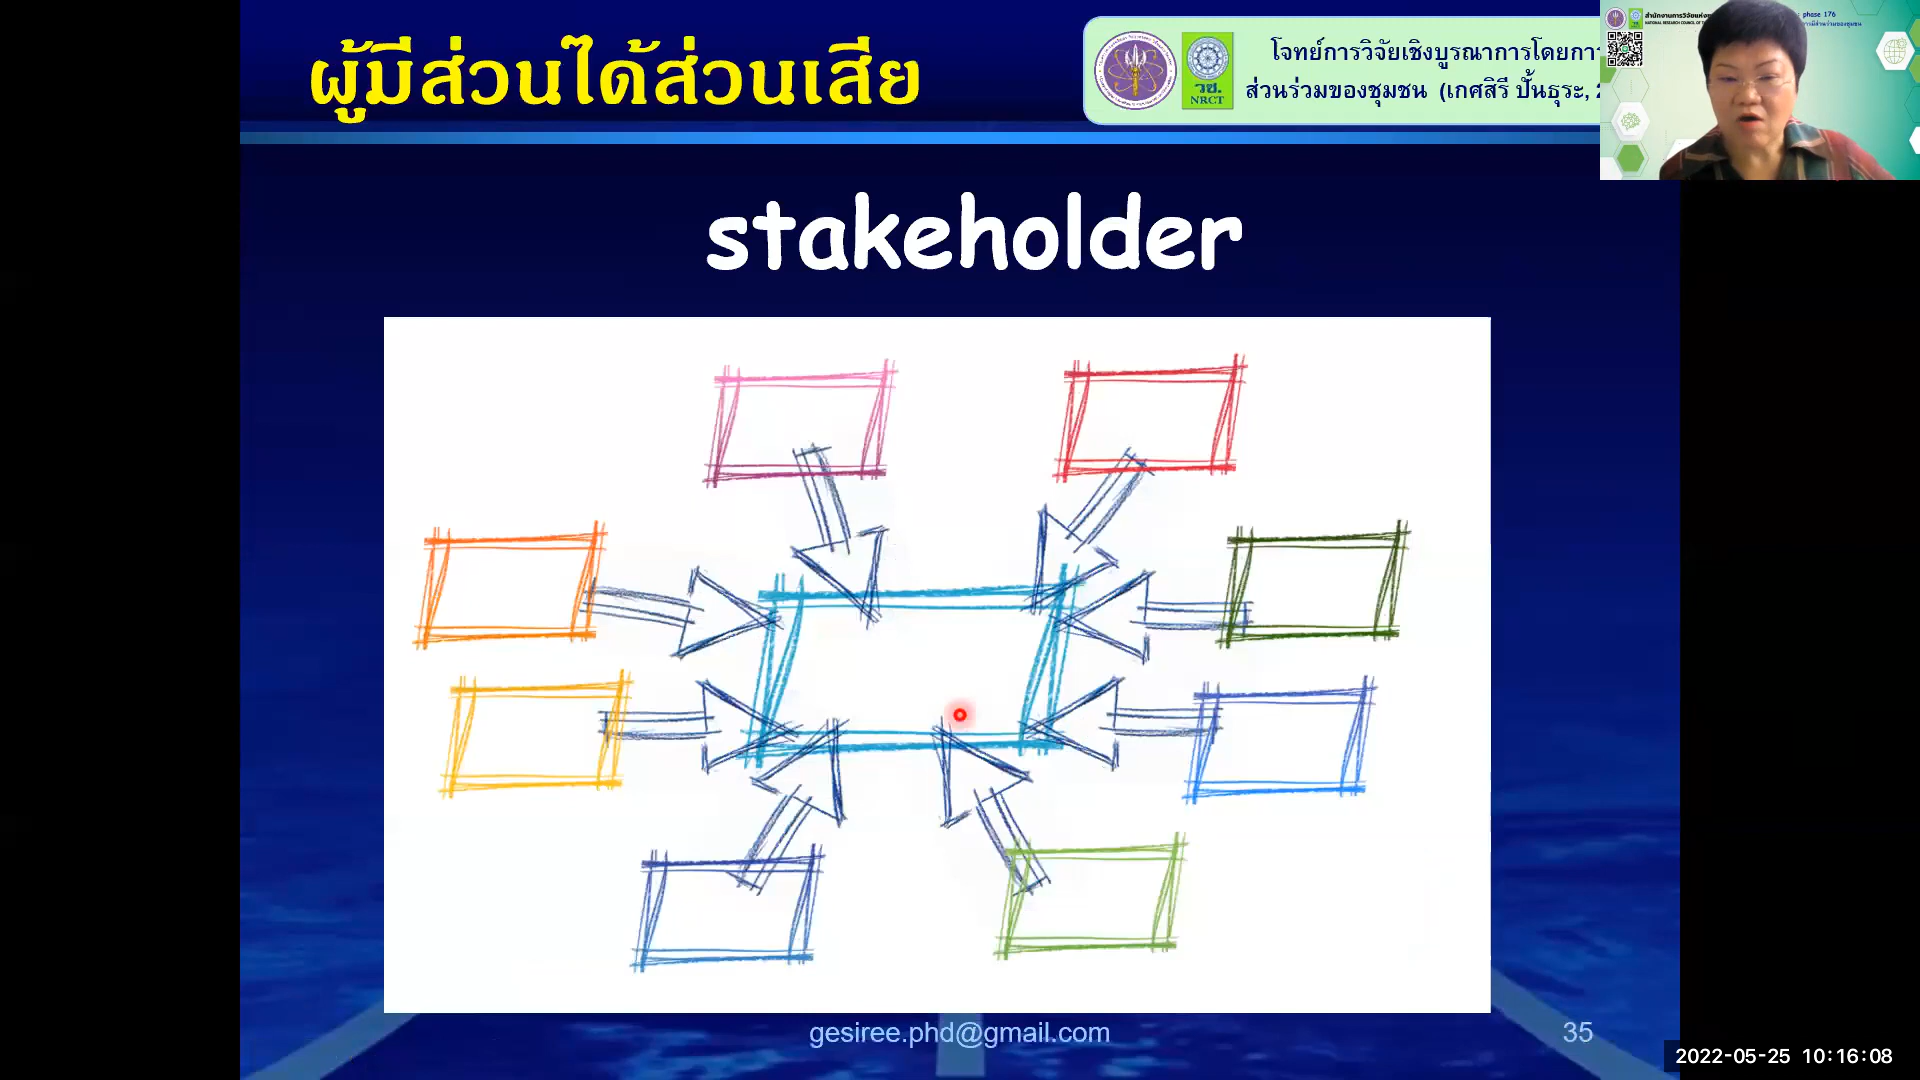 ผู้มีส่วนได้ส่วนเสีย
วช.
NRCT
โจทย์การวิจัยเชิงบูรณาการโดยกา
ส่วนร่วมของชุมชน (เกศสิรี ปั้นธุระ,
phase 176
stakeholder
gesiree.phd@gmail.com
35
2022-05-25 10:16:08